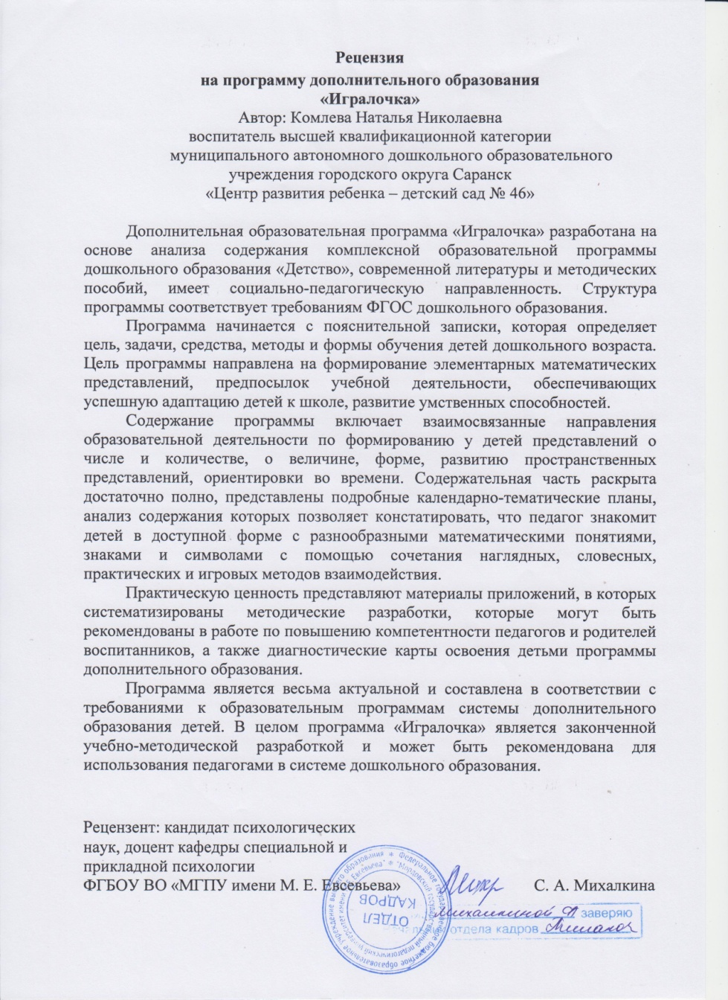 Рецензия
на программу дополнительного образования
«Игралочка»
Автор: Комлева Наталья Николаевна
воспитатель высшей квалификационной категории
муниципального автономного дошкольного образовательного
учреждения городского округа Саранск
«Центр развития ребенка – детский сад № 46»
Дополнительная образовательная программа «Игралочка» разработана на
основе анализа содержания комплексной образовательной программы
дошкольного образования «Детство», современной литературы и методических
пособий, имеет социально-педагогическую направленность. Структура
программы соответствует требованиям ФГОС дошкольного образования.
Программа начинается с пояснительной записки, которая определяет
цель, задачи, средства, методы и формы обучения детей дошкольного возраста.
Цель программы направлена на формирование элементарных математических
представлений, предпосылок учебной деятельности, обеспечивающих
успешную адаптацию детей к школе, развитие умственных способностей.
Содержание программы включает взаимосвязанные направления
образовательной деятельности по формированию у детей представлений о
числе и количестве, о величине, форме, развитию пространственных
представлений, ориентировки во времени. Содержательная часть раскрыта
достаточно полно, представлены подробные календарно-тематические планы,
анализ содержания которых позволяет констатировать, что педагог знакомит
детей в доступной форме с разнообразными математическими понятиями,
знаками и символами с помощью сочетания наглядных, словесных,
практических и игровых методов взаимодействия.
Практическую ценность представляют материалы приложений, в которых
систематизированы методические разработки, которые могут быть
рекомендованы в работе по повышению компетентности педагогов и родителей
воспитанников, а также диагностические карты освоения детьми программы
дополнительного образования.
Программа является весьма актуальной и составлена в соответствии с
требованиями к образовательным программам системы дополнительного
образования детей. В целом программа «Игралочка» является законченной
учебно-методической разработкой и может быть рекомендована для
использования педагогами в системе дошкольного образования.
Рецензент: кандидат психологических
наук, доцент кафедры специальной и
прикладной психологии
ФГБОУ ВО «МГПУ имени М. Е. Евсевьева» С. А. Михалкина
ОТДЕЛ
КАДРОВ
Михалкиной заверяю
отдела кадров